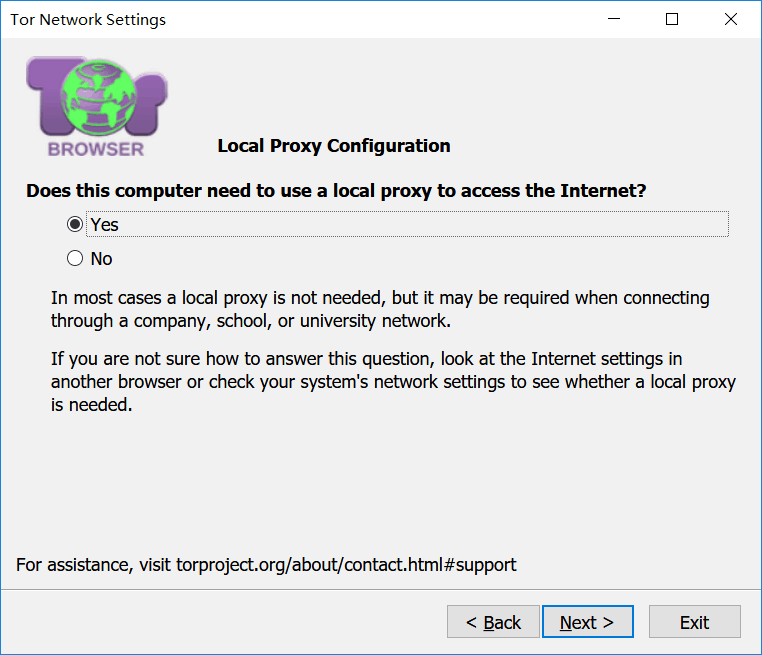 Tor Network Settings
Tor
BROWSER
Local Proxy Configuration
Does this computer need to use a local proxy to access the Internet?
Yes
No
In most cases a local proxy is not needed, but it may be required when connecting
through a company, school, or university network.
If you are not sure how to answer this question, look at the Internet settings in
another browser or check your system's network settings to see whether a local proxy
is needed.
For assistance, visit torproject.org/about/contact.html#support
< Back
Next >
Exit